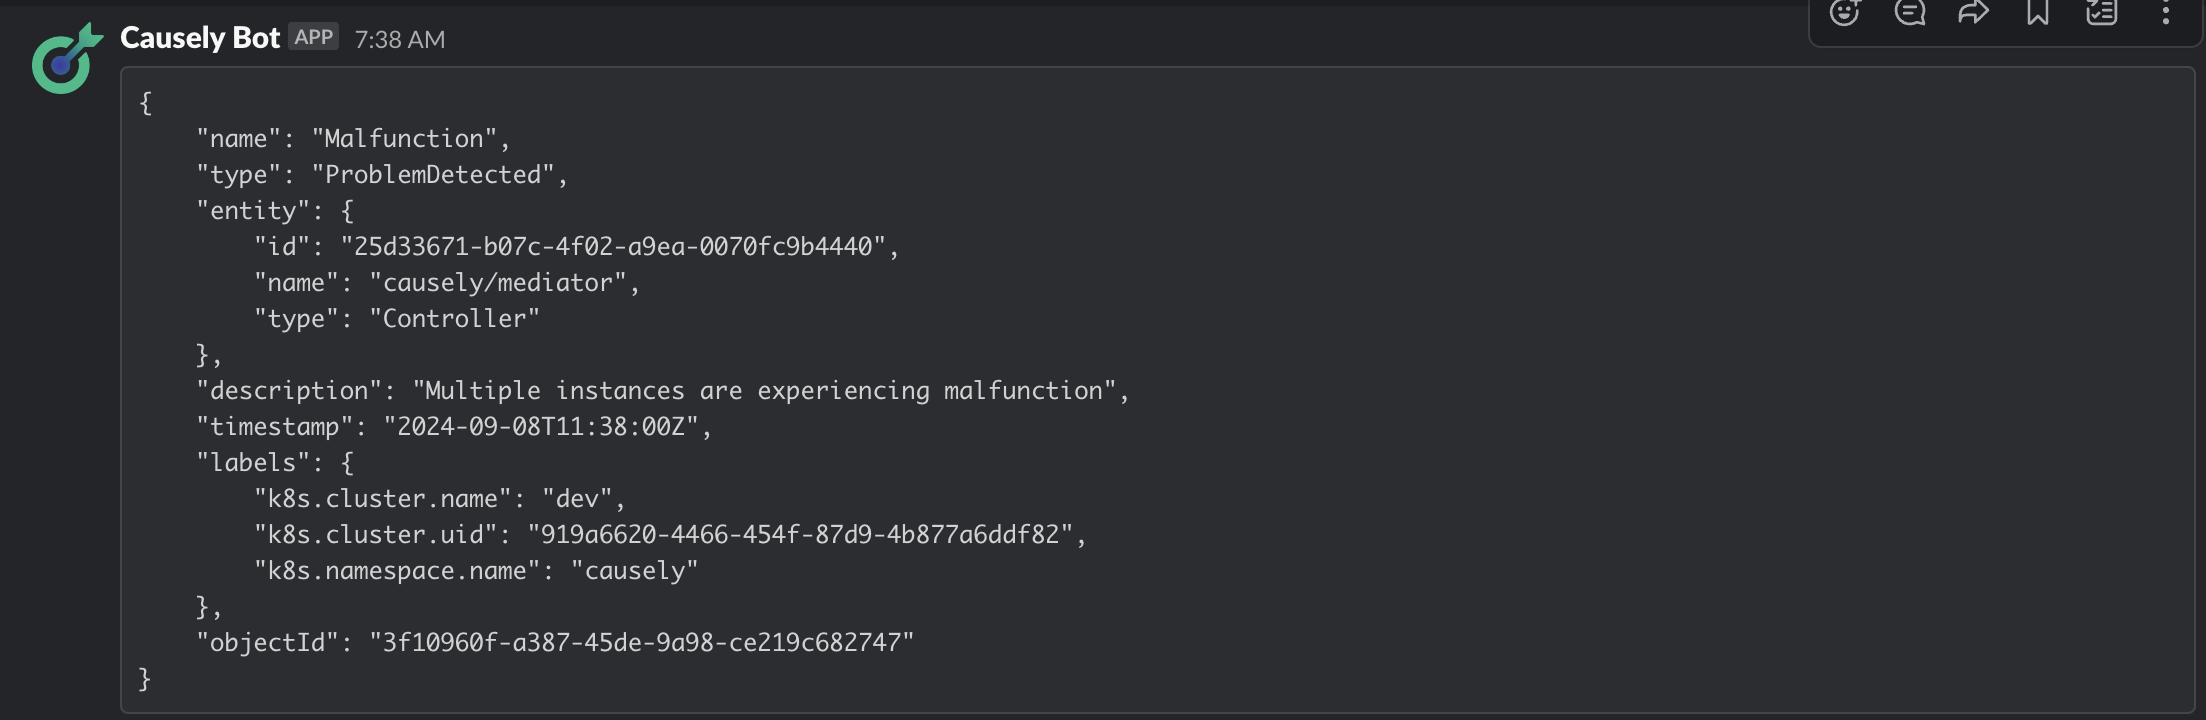 Causely Bot APP 7:38 AM
{
    "name": "Malfunction",
    "type": "ProblemDetected",
    "entity": {
        "id": "25d33671-b07c-4f02-a9ea-0070fc9b4440",
        "name": "causely/mediator",
        "type": "Controller"
    },
    "description": "Multiple instances are experiencing malfunction",
    "timestamp": "2024-09-08T11:38:00Z",
    "labels": {
        "k8s.cluster.name": "dev",
        "k8s.cluster.uid": "919a6620-4466-454f-87d9-4b877a6ddf82",
        "k8s.namespace.name": "causely"
    },
    "objectId": "3f10960f-a387-45de-9a98-ce219c682747"
}